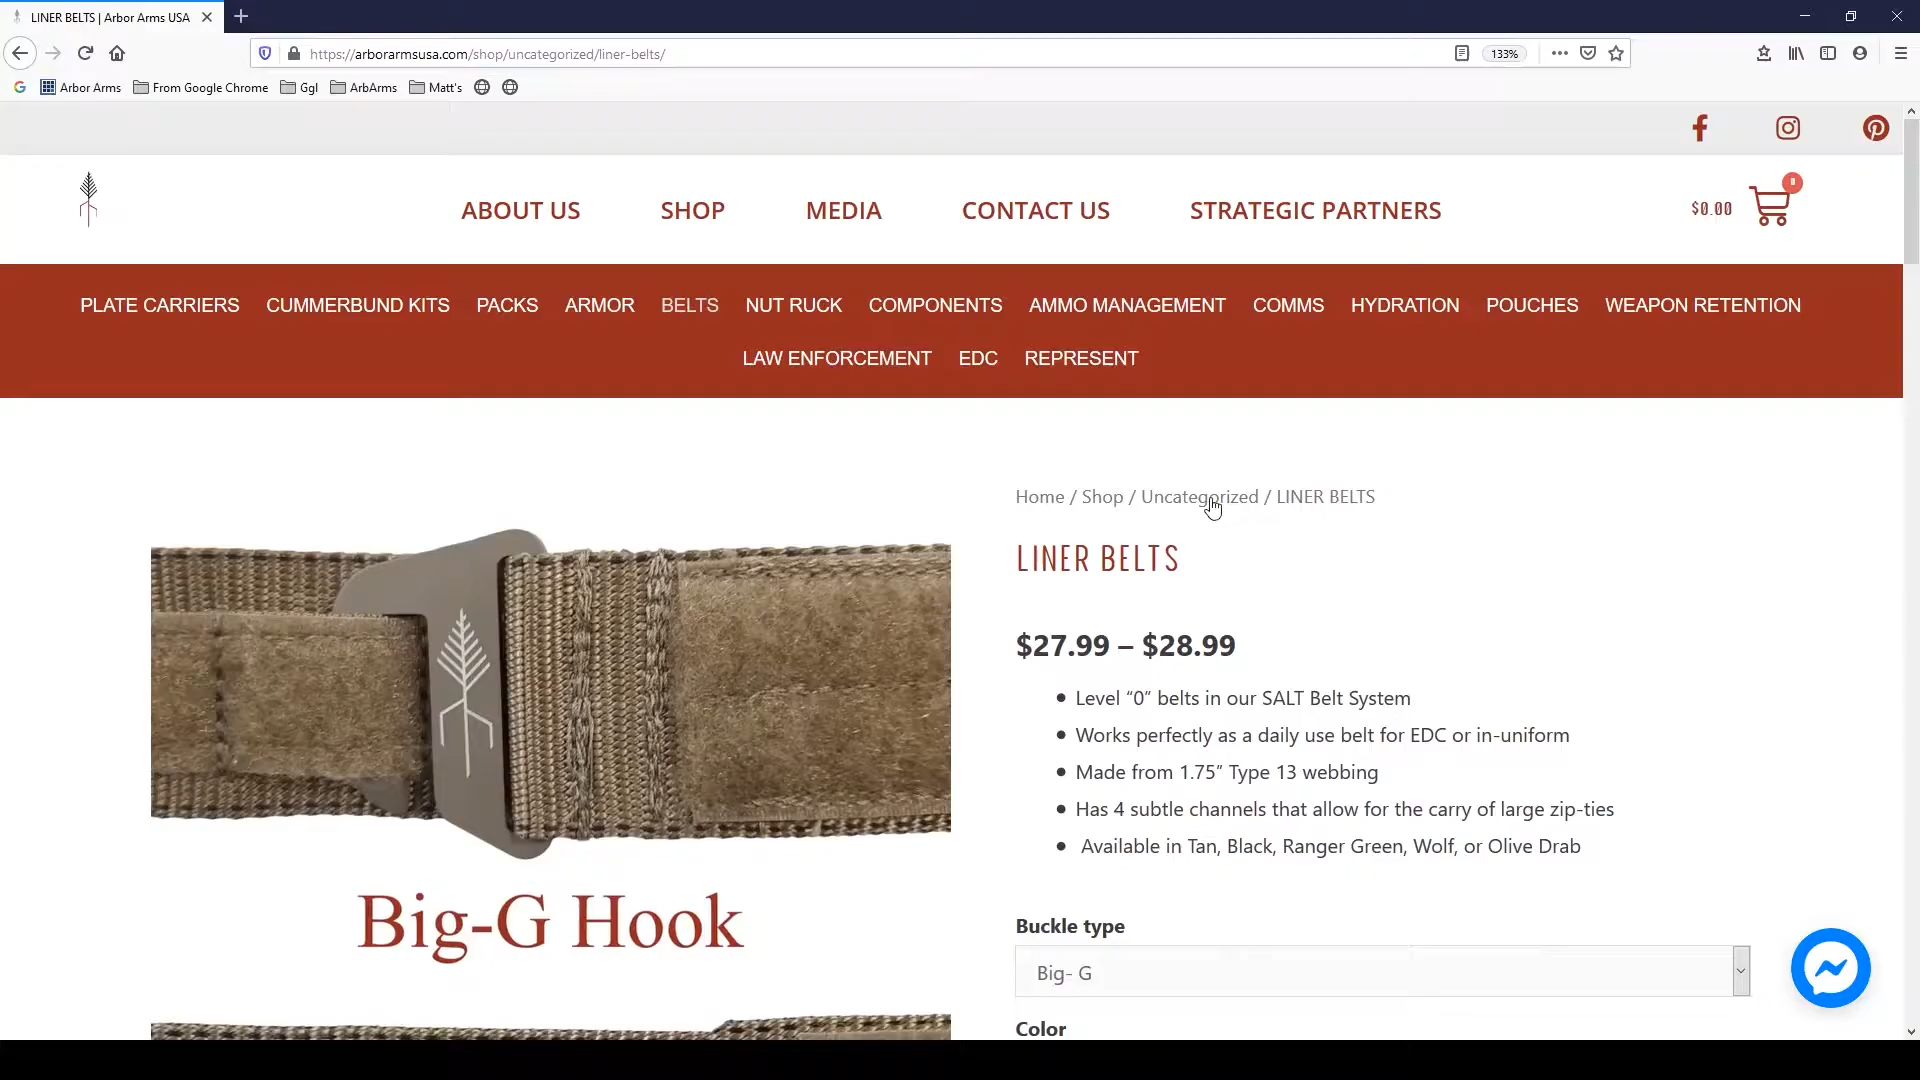 LINER BELTS | Arbor Arms USA
https://arborarmsusa.com/shop/uncategorized/liner-belts/
133%
Arbor Arms
From Google Chrome
Ggl
ArbArms
Matt's
ABOUT US
SHOP
MEDIA
CONTACT US
STRATEGIC PARTNERS
$0.00
0
PLATE CARRIERS
CUMMERBUND KITS
PACKS
ARMOR
BELTS
NUT RUCK
COMPONENTS
AMMO MANAGEMENT
COMMS
HYDRATION
POUCHES
WEAPON RETENTION
LAW ENFORCEMENT
EDC
REPRESENT
Home / Shop / Uncategorized / LINER BELTS
LINER BELTS
$27.99 – $28.99
Level “0” belts in our SALT Belt System
Works perfectly as a daily use belt for EDC or in-uniform
Made from 1.75” Type 13 webbing
Has 4 subtle channels that allow for the carry of large zip-ties
Available in Tan, Black, Ranger Green, Wolf, or Olive Drab
Big-G Hook
Buckle type
Big- G
Color